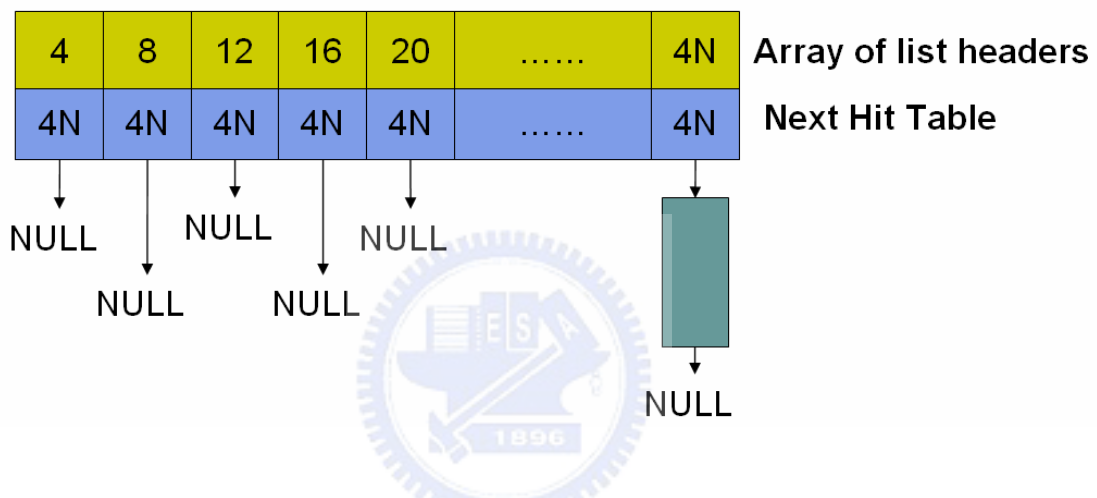 4 8 12 16 20 ...... 4N Array of list headers
4N 4N 4N 4N 4N ...... 4N Next Hit Table
NULL NULL NULL
NULL NULL
NULL
ESA
1896